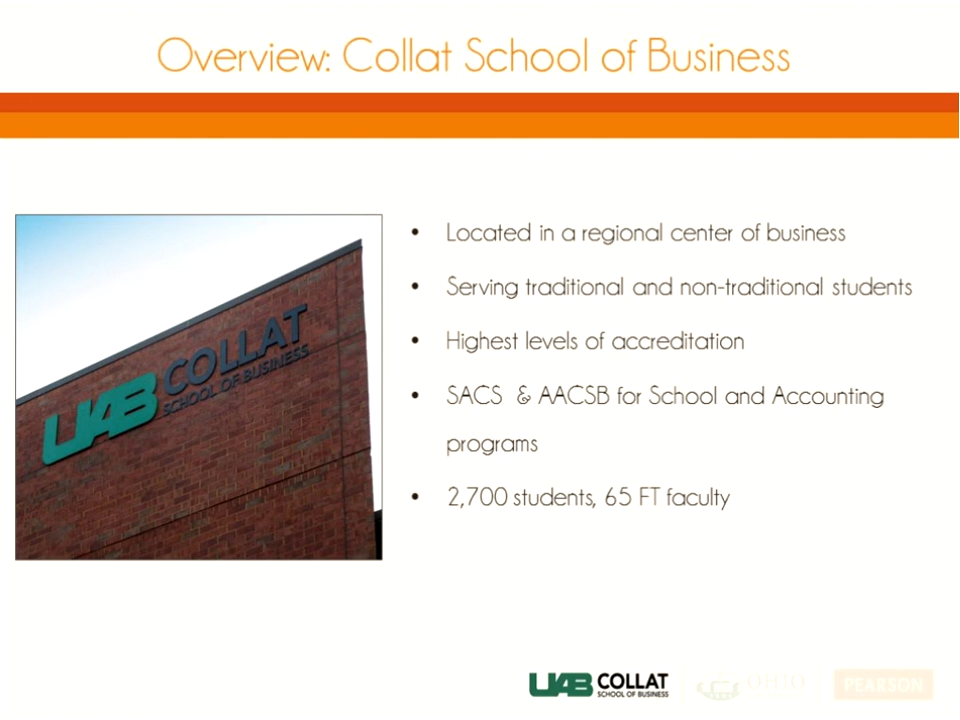 Overview: Collat School of Business
UAB COLLAT
SCHOOL OF BUSINESS
• Located in a regional center of business
• Serving traditional and non-traditional students
• Highest levels of accreditation
• SACS & AACSB for School and Accounting
programs
• 2,700 students, 65 FT faculty
UAB COLLAT
SCHOOL OF BUSINESS
OHIO
PEARSON